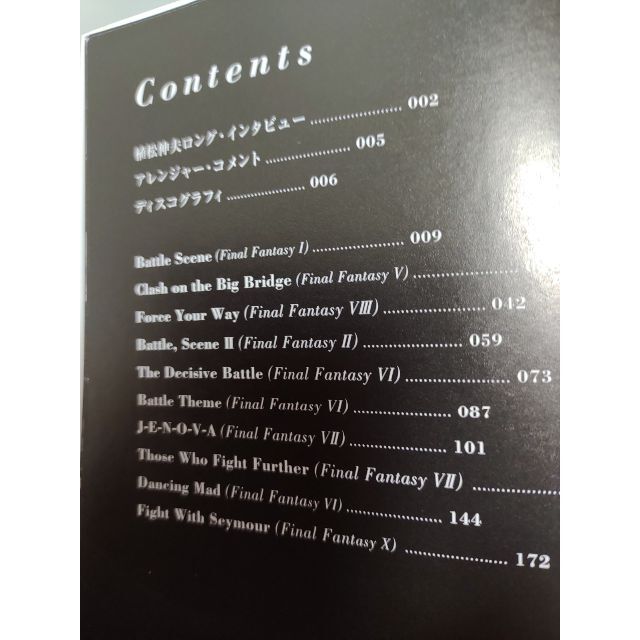 Contents
植松伸夫ロング・インタビュー .................... 002
アレンジャー・コメント .................... 005
ディスコグラフィ .................... 006
Battle Scene (Final Fantasy I) .................... 009
Clash on the Big Bridge (Final Fantasy V) ....................
Force Your Way (Final Fantasy VIII) .................... 042
Battle, Scene II (Final Fantasy II) .................... 059
The Decisive Battle (Final Fantasy VI) .................... 073
Battle Theme (Final Fantasy VI) .................... 087
J-E-N-O-V-A (Final Fantasy VII) .................... 101
Those Who Fight Further (Final Fantasy VII) ....................
Dancing Mad (Final Fantasy VI) .................... 144
Fight With Seymour (Final Fantasy X) .................... 172